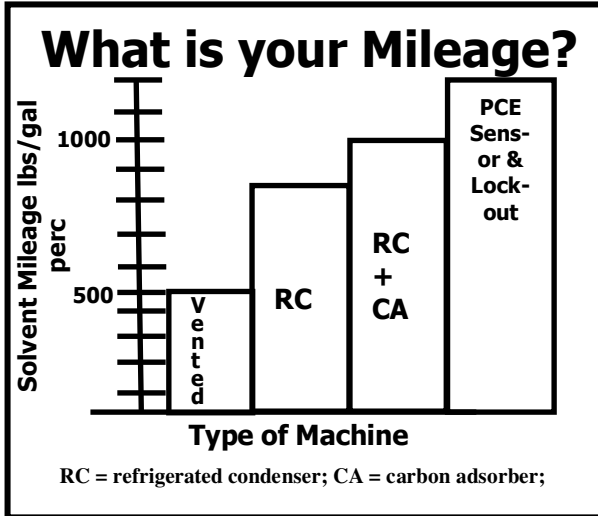 What is your Mileage?
Solvent Mileage lbs/gal
perc
1000
500
Vented
RC
RC
+
CA
PCE
Sens-
or &
Lock-
out
Type of Machine
RC = refrigerated condenser; CA = carbon adsorber;